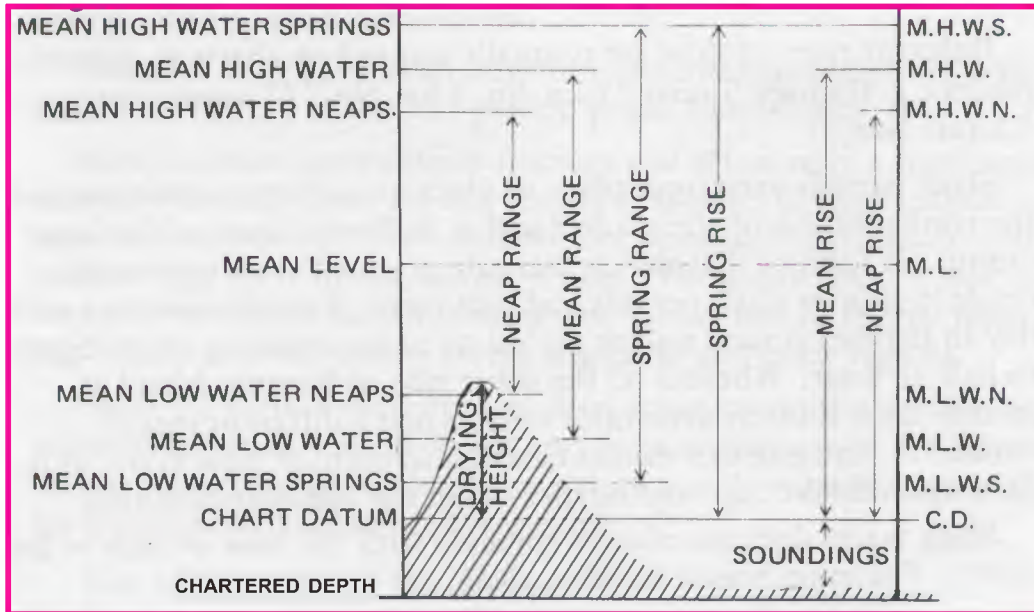 MEAN HIGH WATER SPRINGS
M.H.W.S.
MEAN HIGH WATER
M.H.W.
MEAN HIGH WATER NEAPS.
M.H.W.N.
NEAP RANGE
MEAN RANGE
SPRING RANGE
SPRING RISE
MEAN RISE
NEAP RISE
MEAN LEVEL
M.L.
MEAN LOW WATER NEAPS
M.L.W.N.
MEAN LOW WATER
M.L.W.
MEAN LOW WATER SPRINGS
M.L.W.S.
DRYING
HEIGHT
CHART DATUM
C.D.
SOUNDINGS
CHARTERED DEPTH